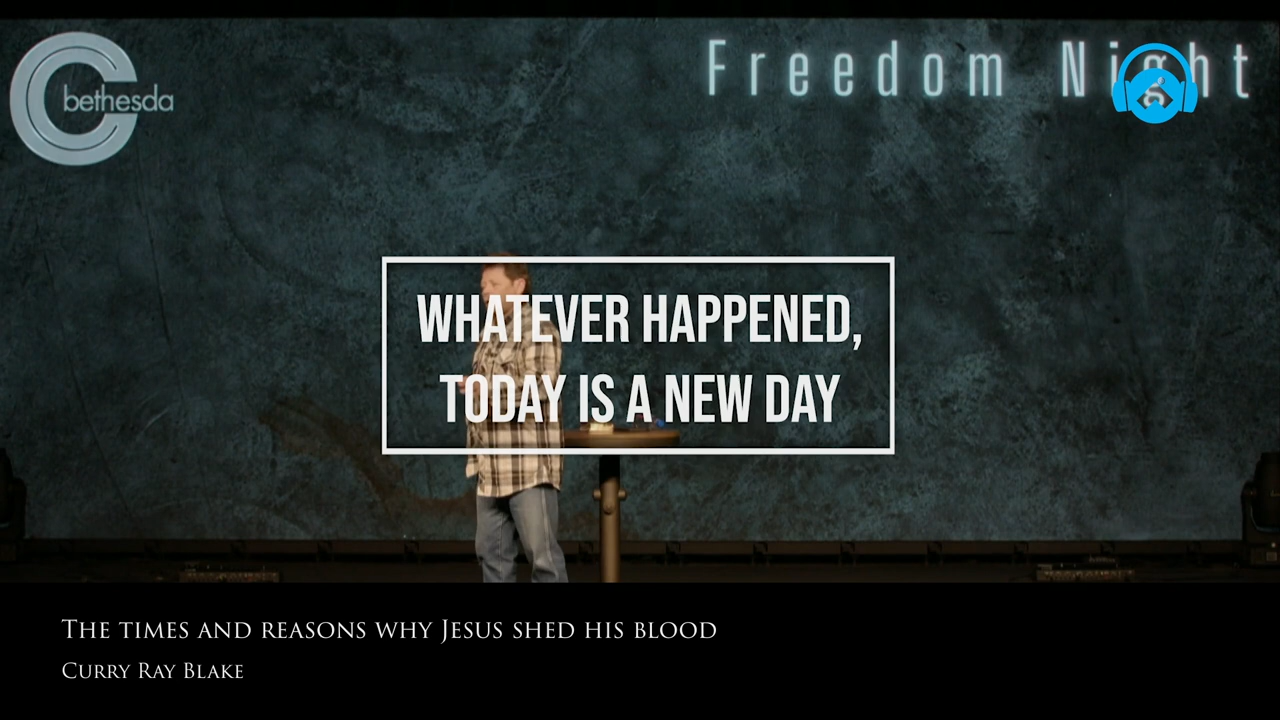 bethesda
Freedom Night
WHATEVER HAPPENED,
TODAY IS A NEW DAY
The times and reasons why Jesus shed his blood
Curry Ray Blake